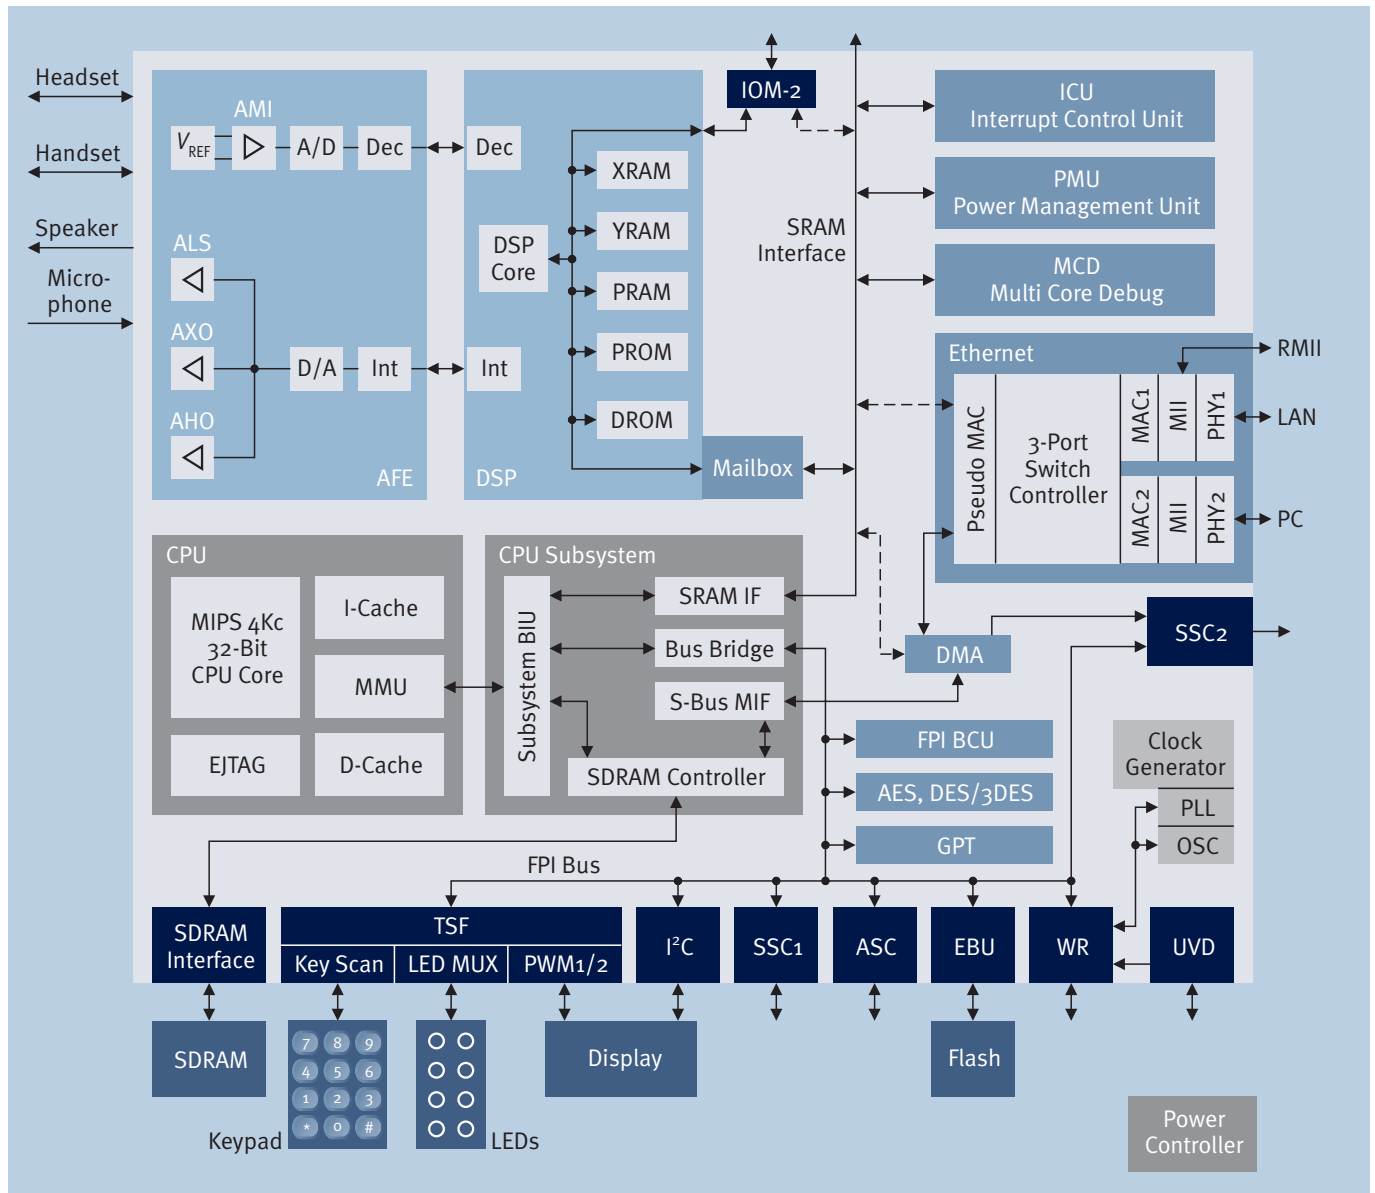 Headset
Handset
Speaker
Micro-
phone
AMI
VREF
A/D
Dec
ALS
AXO
AHO
D/A
Int
AFE
Dec
DSP
Core
Int
XRAM
YRAM
PRAM
PROM
DROM
DSP
Mailbox
IOM-2
SRAM
Interface
ICU
Interrupt Control Unit
PMU
Power Management Unit
MCD
Multi Core Debug
Ethernet
Pseudo MAC
3-Port
Switch
Controller
MAC1
MII
PHY1
MAC2
MII
PHY2
RMII
LAN
PC
CPU
MIPS 4Kc
32-Bit
CPU Core
EJTAG
I-Cache
MMU
D-Cache
CPU Subsystem
Subsystem BIU
SRAM IF
Bus Bridge
S-Bus MIF
SDRAM Controller
DMA
SSC2
FPI BCU
AES, DES/3DES
GPT
Clock
Generator
PLL
OSC
FPI Bus
SDRAM
Interface
TSF
Key Scan
LED MUX
PWM1/2
I²C
SSC1
ASC
EBU
WR
UVD
SDRAM
7 8 9
4 5 6
1 2 3
* 0 #
Keypad
LEDs
Display
Flash
Power
Controller